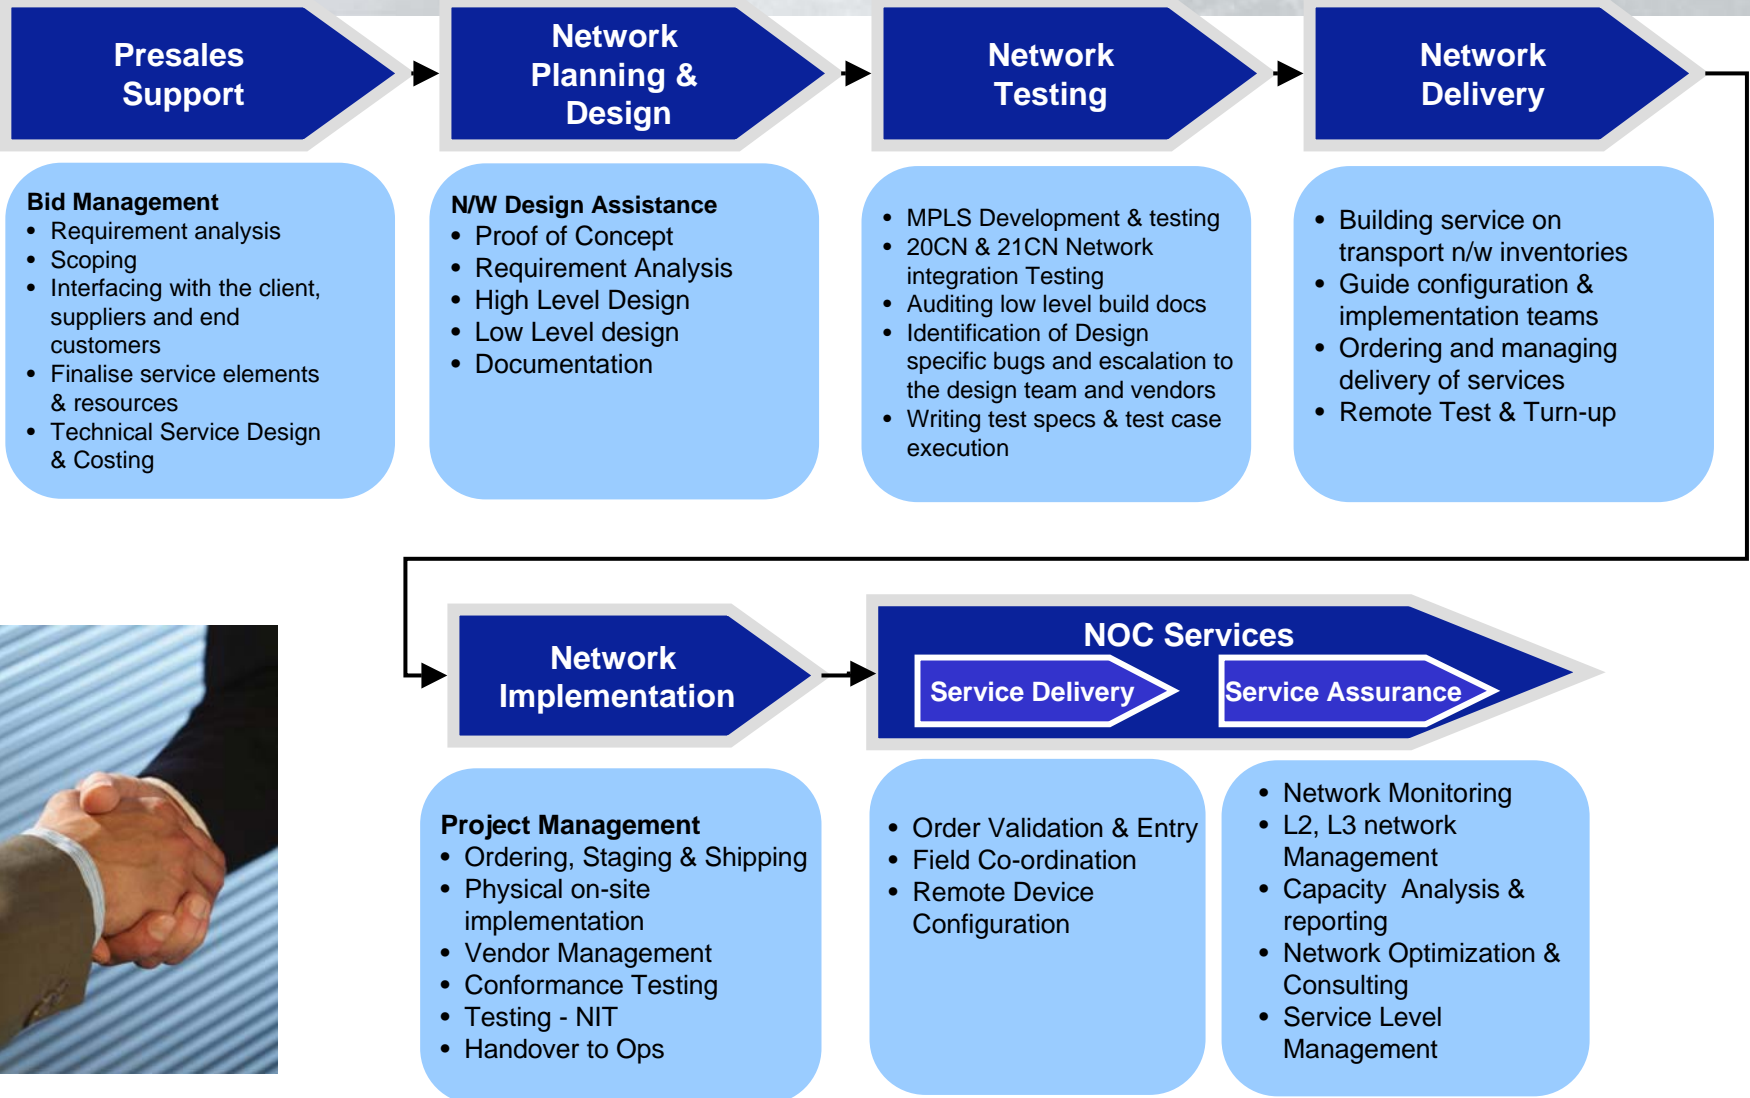 Presales
Support
Network
Planning &
Design
Network
Testing
Network
Delivery
Bid Management
• Requirement analysis
• Scoping
• Interfacing with the client,
suppliers and end
customers
• Finalise service elements
& resources
• Technical Service Design
& Costing
N/W Design Assistance
• Proof of Concept
• Requirement Analysis
• High Level Design
• Low Level design
• Documentation
• MPLS Development & testing
• 20CN & 21CN Network
integration Testing
• Auditing low level build docs
• Identification of Design
specific bugs and escalation to
the design team and vendors
• Writing test specs & test case
execution
• Building service on
transport n/w inventories
• Guide configuration &
implementation teams
• Ordering and managing
delivery of services
• Remote Test & Turn-up
Network
Implementation
NOC Services
Service Delivery
Service Assurance
Project Management
• Ordering, Staging & Shipping
• Physical on-site
implementation
• Vendor Management
• Conformance Testing
• Testing - NIT
• Handover to Ops
• Order Validation & Entry
• Field Co-ordination
• Remote Device
Configuration
• Network Monitoring
• L2, L3 network
Management
• Capacity Analysis &
reporting
• Network Optimization &
Consulting
• Service Level
Management